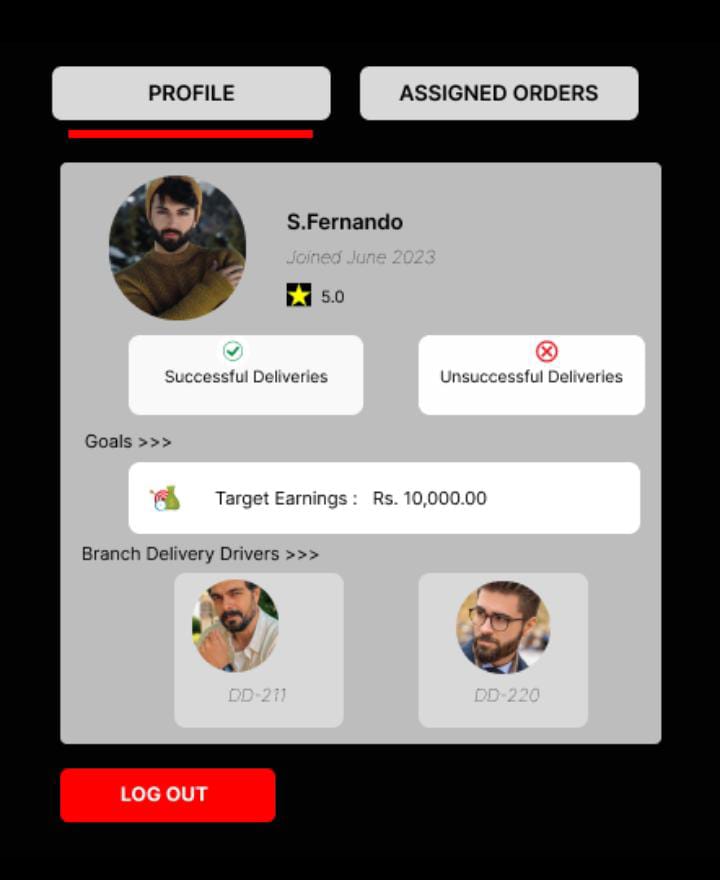 PROFILE
ASSIGNED ORDERS
S.Fernando
Joined June 2023
5.0
Successful Deliveries
Unsuccessful Deliveries
Goals >>>
Target Earnings : Rs. 10,000.00
Branch Delivery Drivers >>>
DD-211
DD-220
LOG OUT